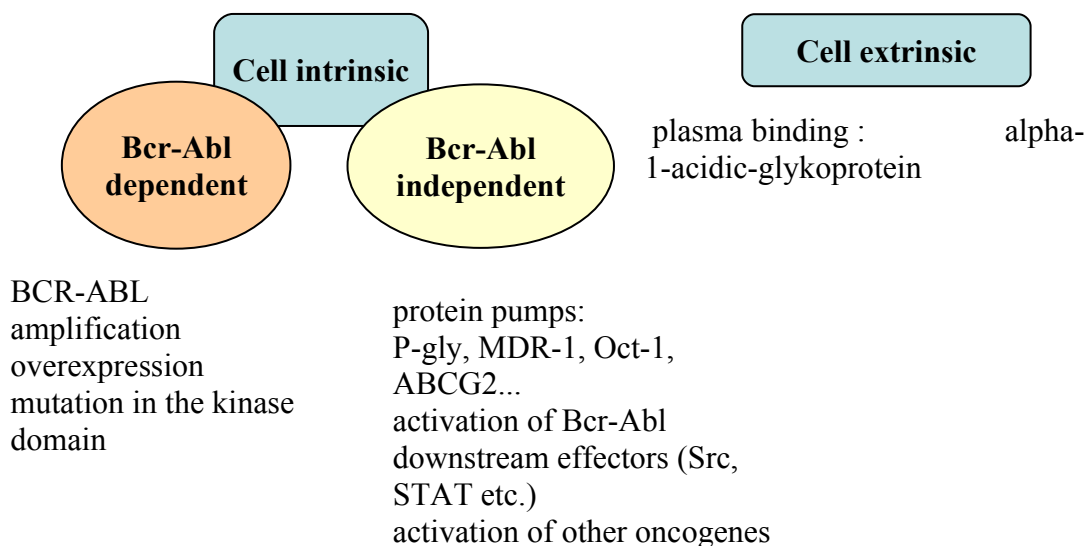 Cell intrinsic
Bcr-Abl
dependent
Bcr-Abl
independent
BCR-ABL
amplification
overexpression
mutation in the kinase
domain
protein pumps:
P-gly, MDR-1, Oct-1,
ABCG2...
activation of Bcr-Abl
downstream effectors (Src,
STAT etc.)
activation of other oncogenes
Cell extrinsic
plasma binding : alpha-
1-acidic-glykoprotein